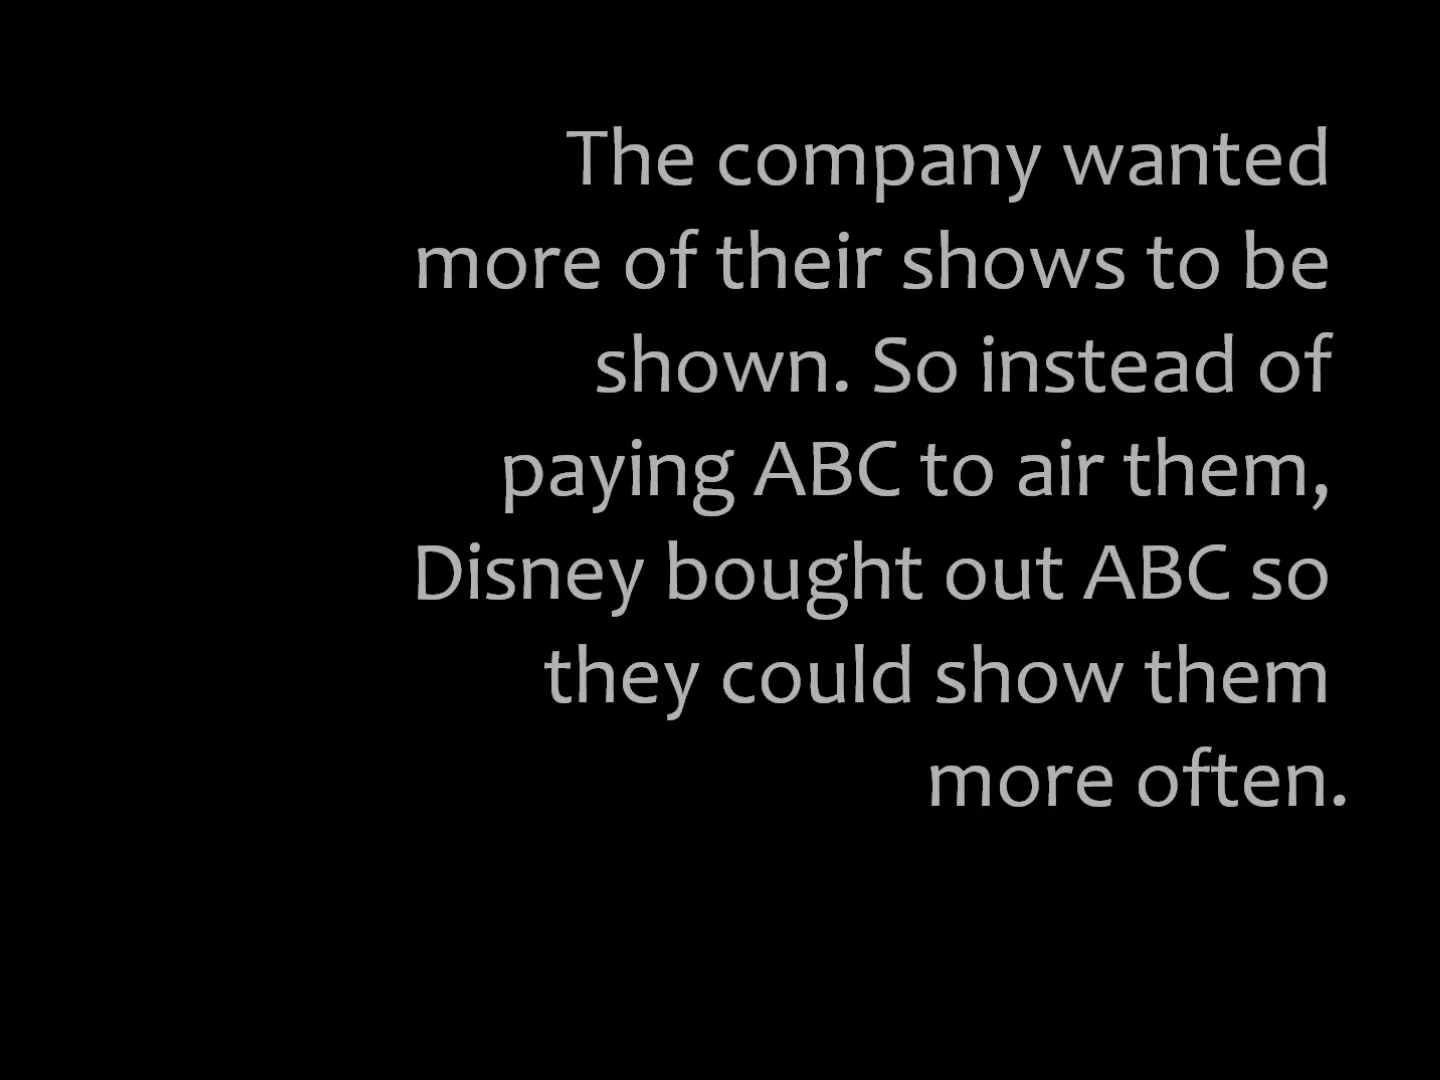 The company wanted
more of their shows to be
shown. So instead of
paying ABC to air them,
Disney bought out ABC so
they could show them
more often.